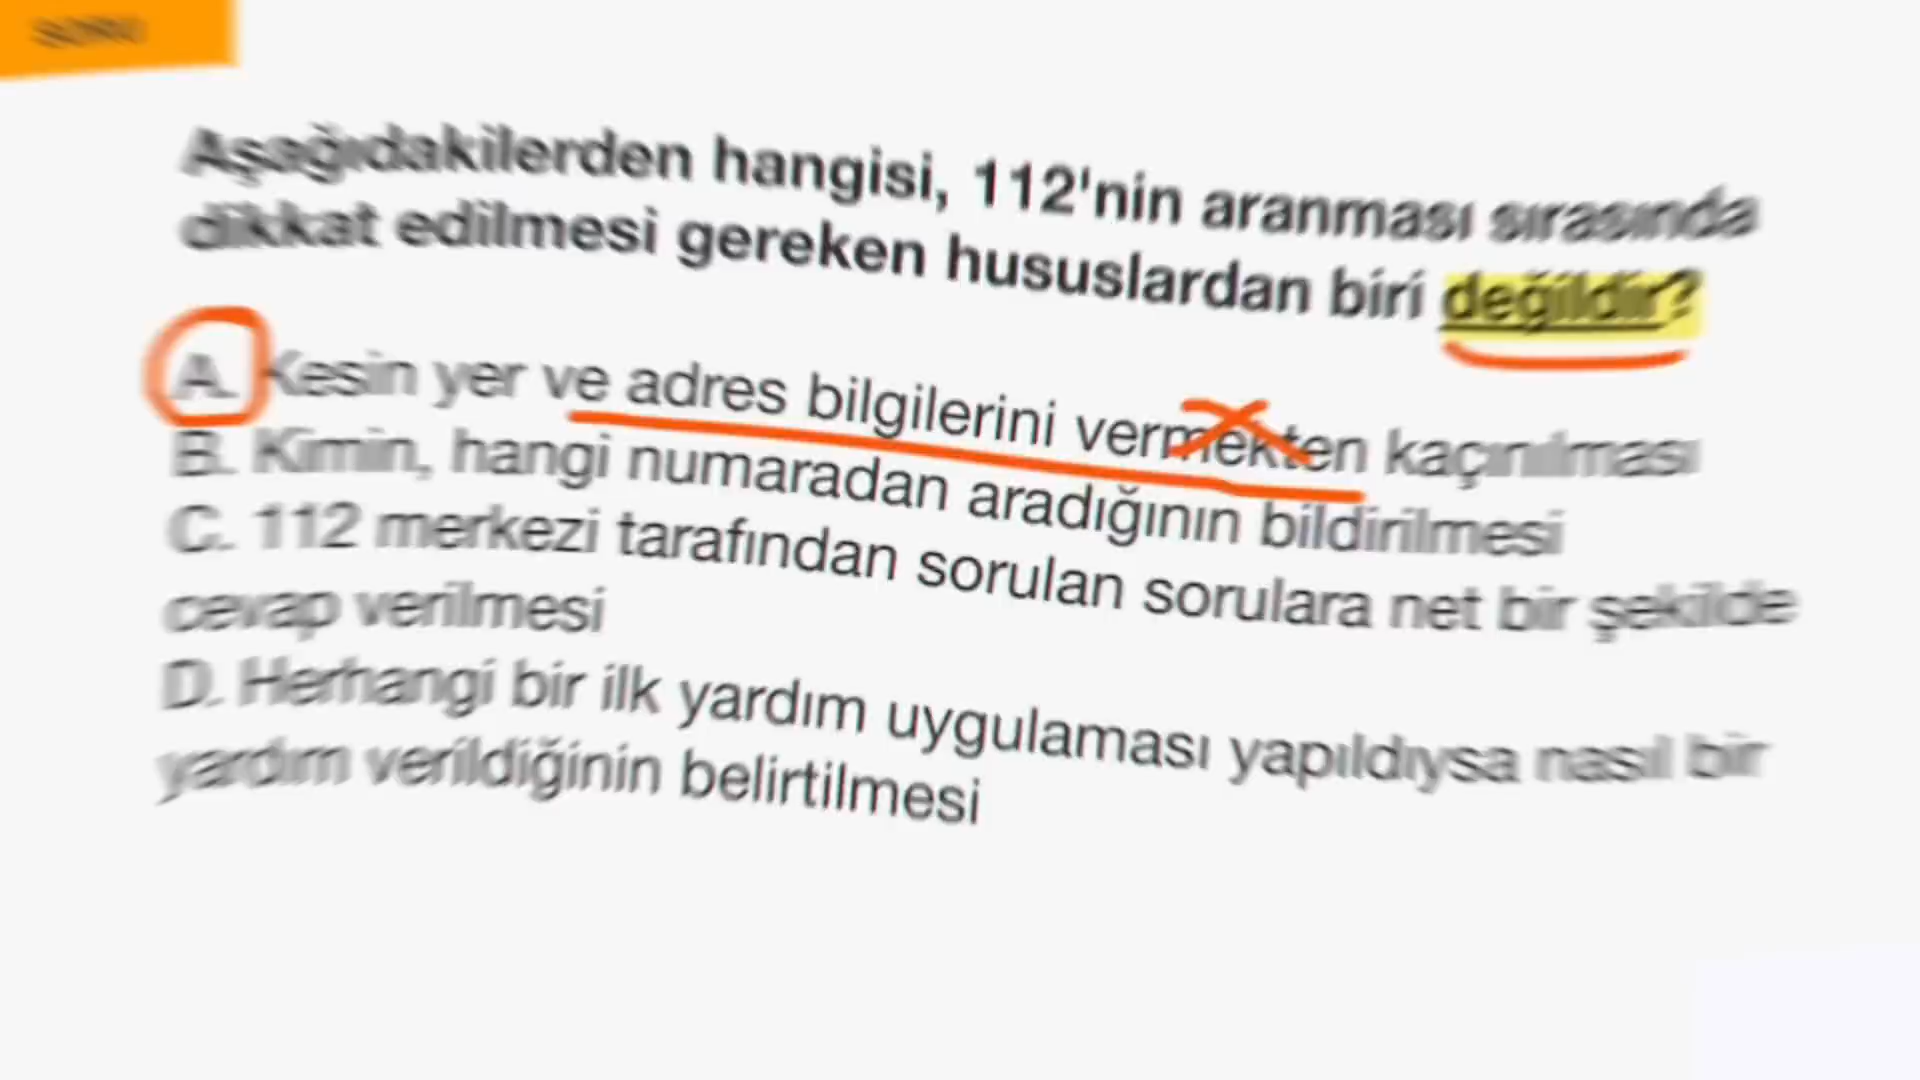 SORU
Aşağıdakilerden hangisi, 112'nin aranması sırasında
dikkat edilmesi gereken hususlardan biri değildir?
A. Kesin yer ve adres bilgilerini vermekten kaçınılması
B. Kimin, hangi numaradan aradığının bildirilmesi
C. 112 merkezi tarafından sorulan sorulara net bir şekilde
cevap verilmesi
D. Herhangi bir ilk yardım uygulaması yapıldıysa nasıl bir
yardım verildiğinin belirtilmesi